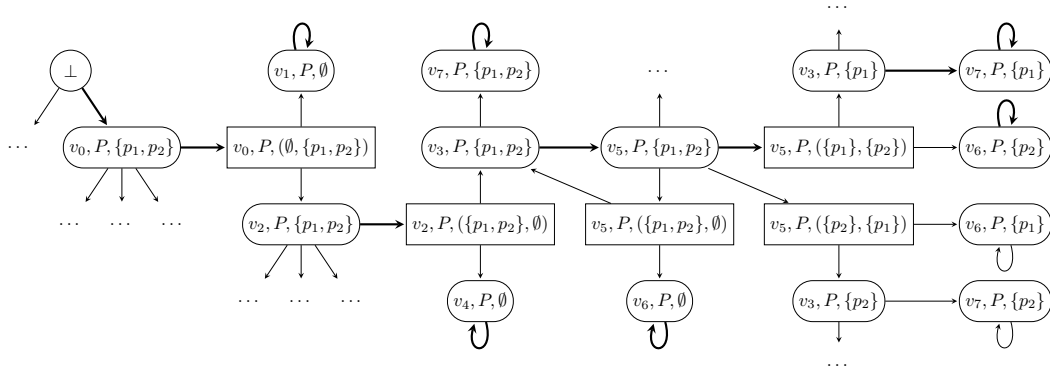 ⋯
⊥
v₁, P, ∅
v₇, P, {p₁, p₂}
⋯
v₃, P, {p₁}
v₇, P, {p₁}
⋯
v₀, P, {p₁, p₂}
v₀, P, (∅, {p₁, p₂})
v₃, P, {p₁, p₂}
v₅, P, {p₁, p₂}
v₅, P, ({p₁}, {p₂})
v₆, P, {p₂}
⋯ ⋯ ⋯
v₂, P, {p₁, p₂}
v₂, P, ({p₁, p₂}, ∅)
v₅, P, ({p₁, p₂}, ∅)
v₅, P, ({p₂}, {p₁})
v₆, P, {p₁}
⋯ ⋯ ⋯
v₄, P, ∅
v₆, P, ∅
v₃, P, {p₂}
v₇, P, {p₂}
⋯